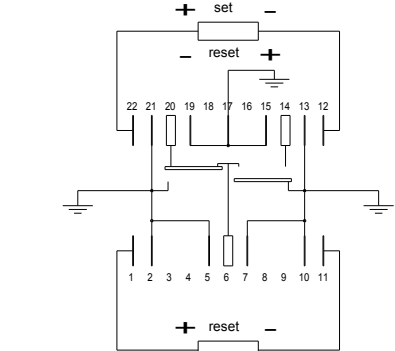 + set -
- reset +
22 21 20 19 18 17 16 15 14 13 12
1 2 3 4 5 6 7 8 9 10 11
+ reset -